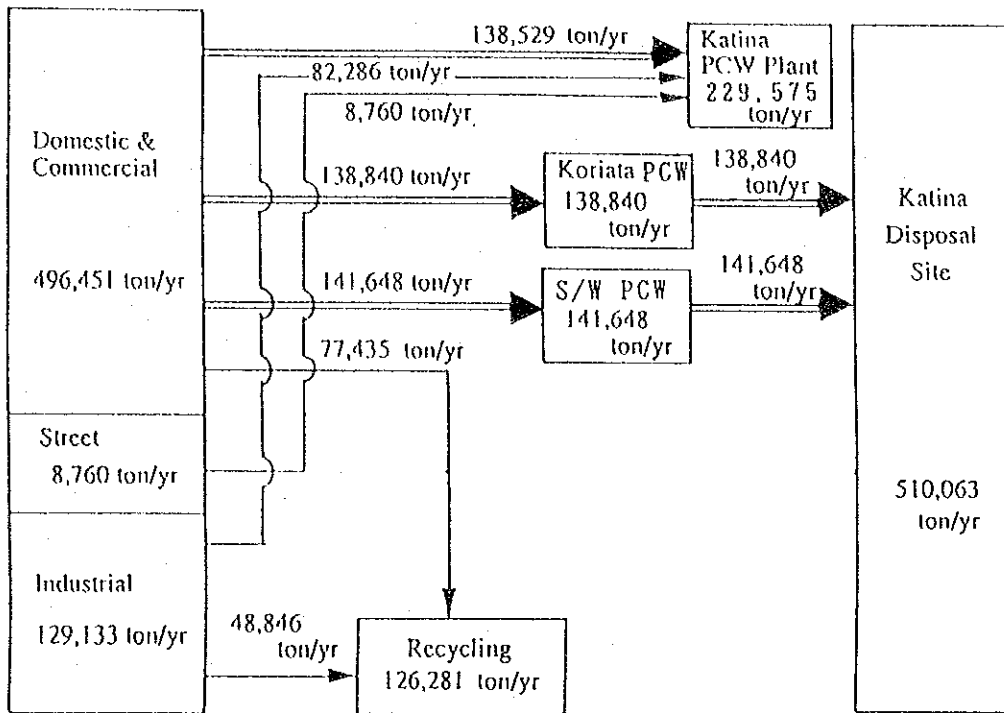 138,529 ton/yr
82,286 ton/yr
8,760 ton/yr
Katina
PCW Plant
229,575
ton/yr
Domestic &
Commercial
496,451 ton/yr
138,840 ton/yr
Koriata PCW
138,840
ton/yr
138,840
ton/yr
141,648 ton/yr
S/W PCW
141,648
ton/yr
141,648
ton/yr
77,435 ton/yr
Katina
Disposal
Site
510,063
ton/yr
Street
8,760 ton/yr
Industrial
129,133 ton/yr
48,846
ton/yr
Recycling
126,281 ton/yr